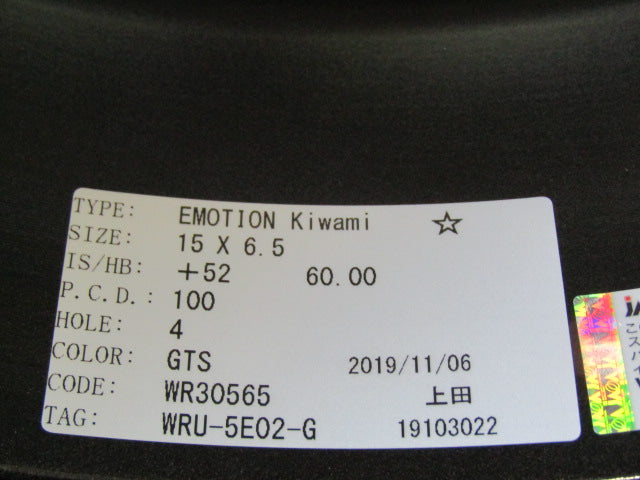 TYPE: EMOTION Kiwami ☆
SIZE: 15 X 6.5
IS/HB: +52 60.00
P.C.D.: 100
HOLE: 4
COLOR: GTS 2019/11/06
CODE: WR30565 上田
TAG: WRU-5E02-G 19103022